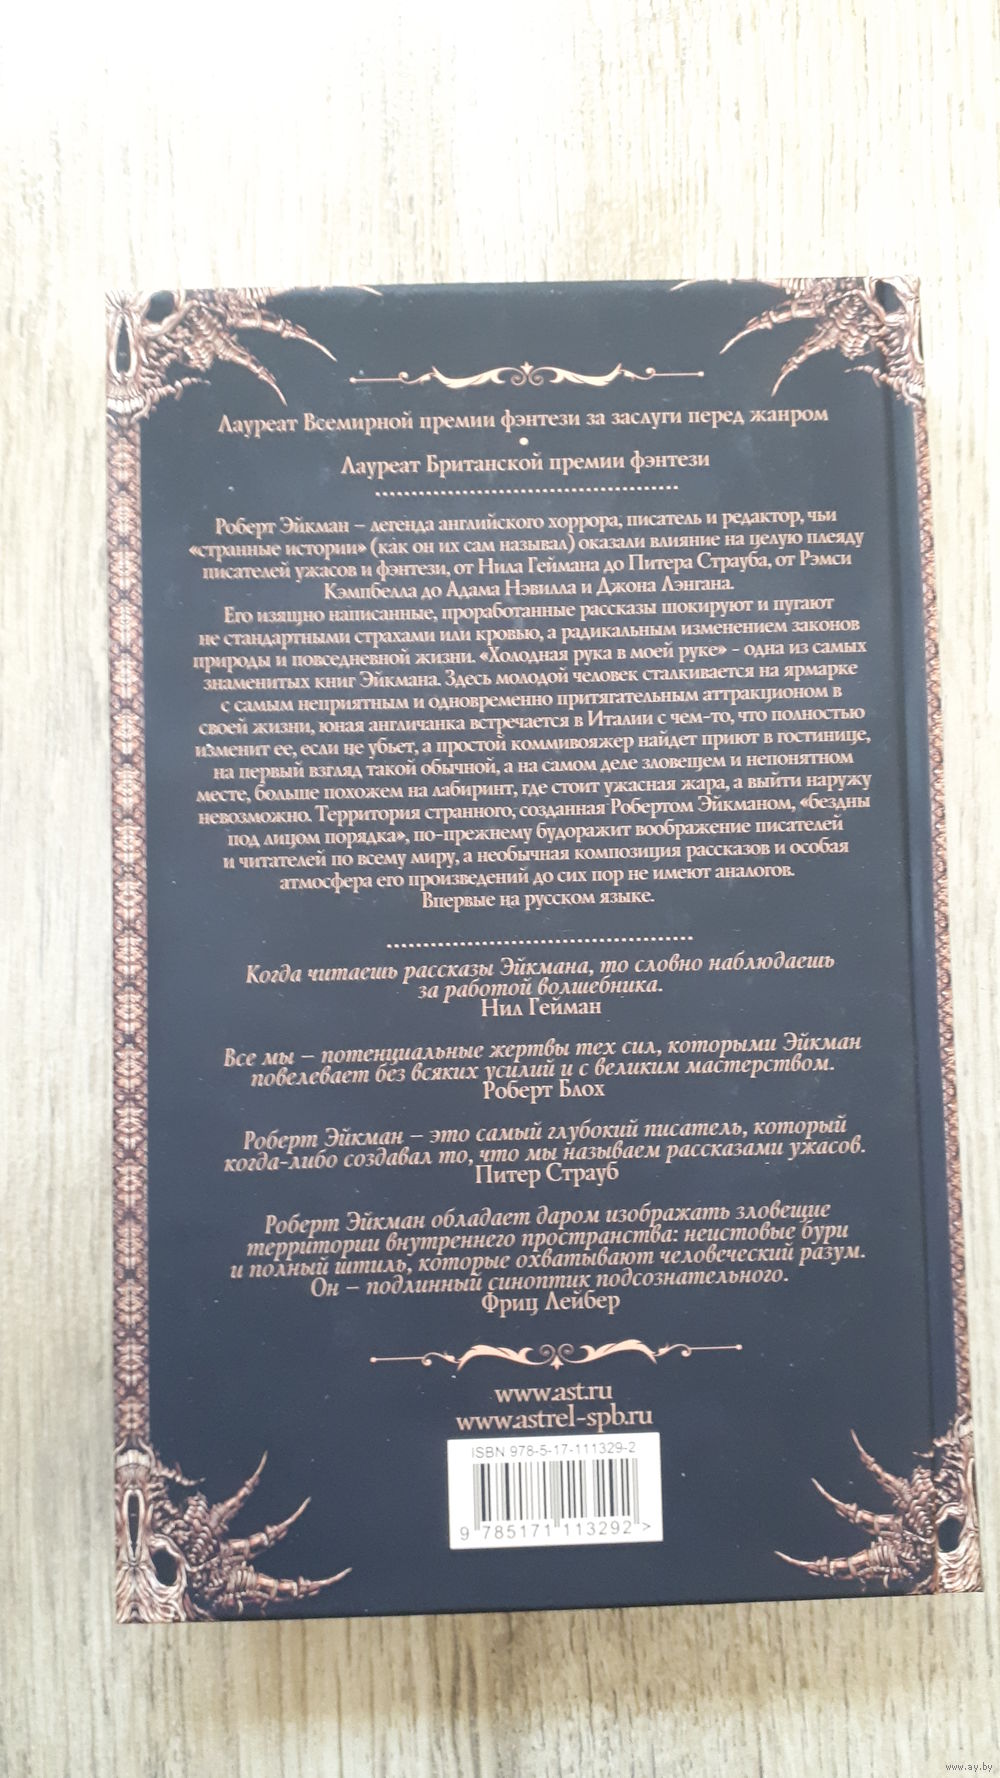 Лауреат Всемирной премии фэнтези за заслуги перед жанром
•
Лауреат Британской премии фэнтези
Роберт Эйкман – легенда английского хоррора, писатель и редактор, чьи
«странные истории» (как он их сам называл) оказали влияние на целую плеяду
писателей ужасов и фэнтези, от Нила Геймана до Питера Страуба, от Рэмси
Кэмпбелла до Адама Нэвилла и Джона Лэнгана.
Его изящно написанные, проработанные рассказы шокируют и пугают
не стандартными страхами или кровью, а радикальным изменением законов
природы и повседневной жизни. «Холодная рука в моей руке» - одна из самых
знаменитых книг Эйкмана. Здесь молодой человек сталкивается на ярмарке
с самым неприятным и одновременно притягательным аттракционом в
своей жизни, юная англичанка встречается в Италии с чем-то, что полностью
изменит ее, если не убьет, а простой коммивояжер найдет приют в гостинице,
на первый взгляд такой обычной, а на самом деле зловещем и непонятном
месте, больше похожем на лабиринт, где стоит ужасная жара, а выйти наружу
невозможно. Территория странного, созданная Робертом Эйкманом, «бездны
под лицом порядка», по-прежнему будоражит воображение писателей
и читателей по всему миру, а необычная композиция рассказов и особая
атмосфера его произведений до сих пор не имеют аналогов.
Впервые на русском языке.
Когда читаешь рассказы Эйкмана, то словно наблюдаешь
за работой волшебника.
Нил Гейман
Все мы – потенциальные жертвы тех сил, которыми Эйкман
повелевает без всяких усилий и с великим мастерством.
Роберт Блох
Роберт Эйкман – это самый глубокий писатель, который
когда-либо создавал то, что мы называем рассказами ужасов.
Питер Страуб
Роберт Эйкман обладает даром изображать зловещие
территории внутреннего пространства: неистовые бури
и полный штиль, которые охватывают человеческий разум.
Он – подлинный синоптик подсознательного.
Фриц Лейбер
www.ast.ru
www.astrel-spb.ru
ISBN 978-5-17-111329-2
9 785171 113292 >
www.ay.by